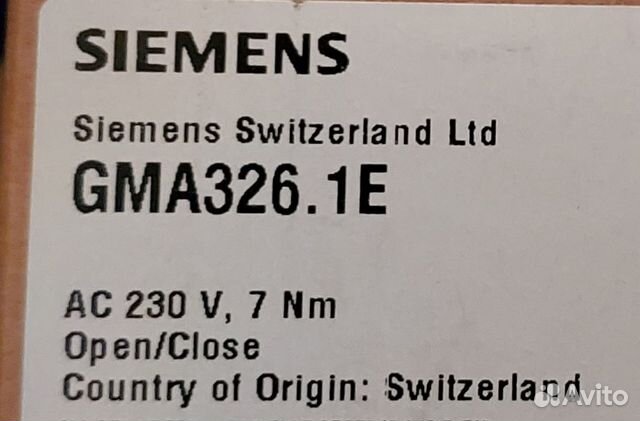 SIEMENS
Siemens Switzerland Ltd
GMA326.1E
AC 230 V, 7 Nm
Open/Close
Country of Origin: Switzerland
Avito